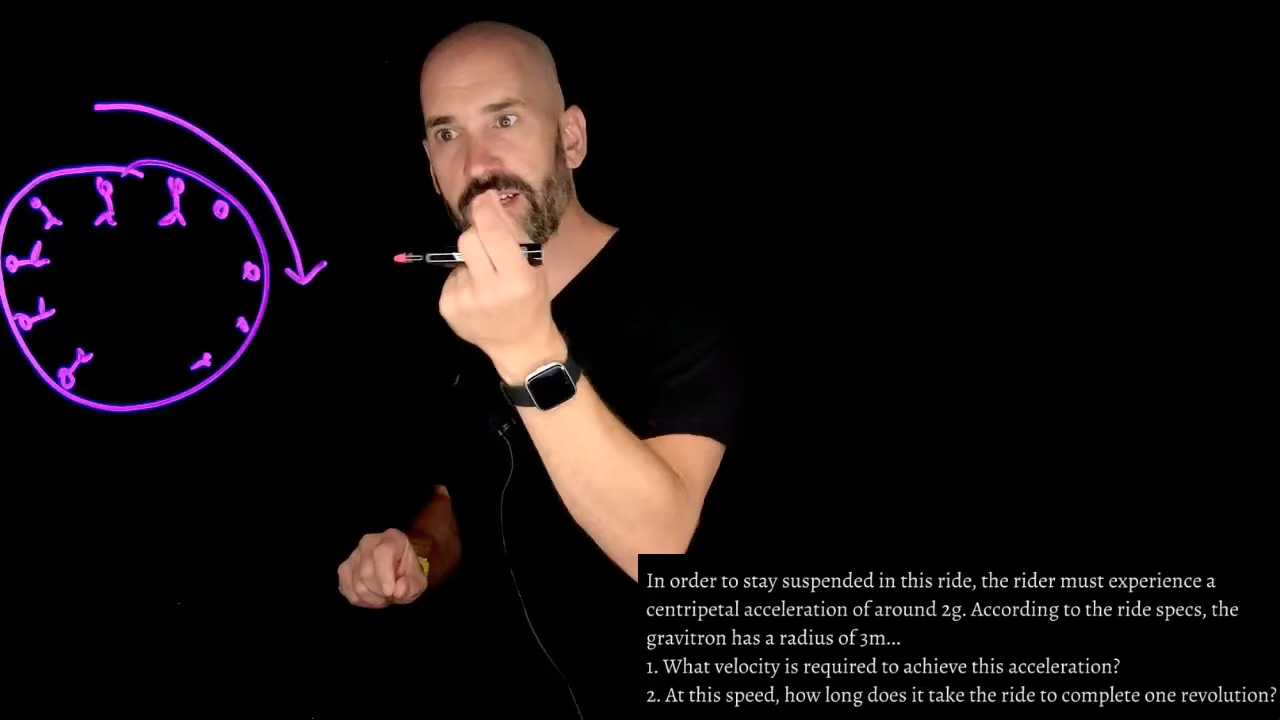 In order to stay suspended in this ride, the rider must experience a
centripetal acceleration of around 2g. According to the ride specs, the
gravitron has a radius of 3m...
1. What velocity is required to achieve this acceleration?
2. At this speed, how long does it take the ride to complete one revolution?